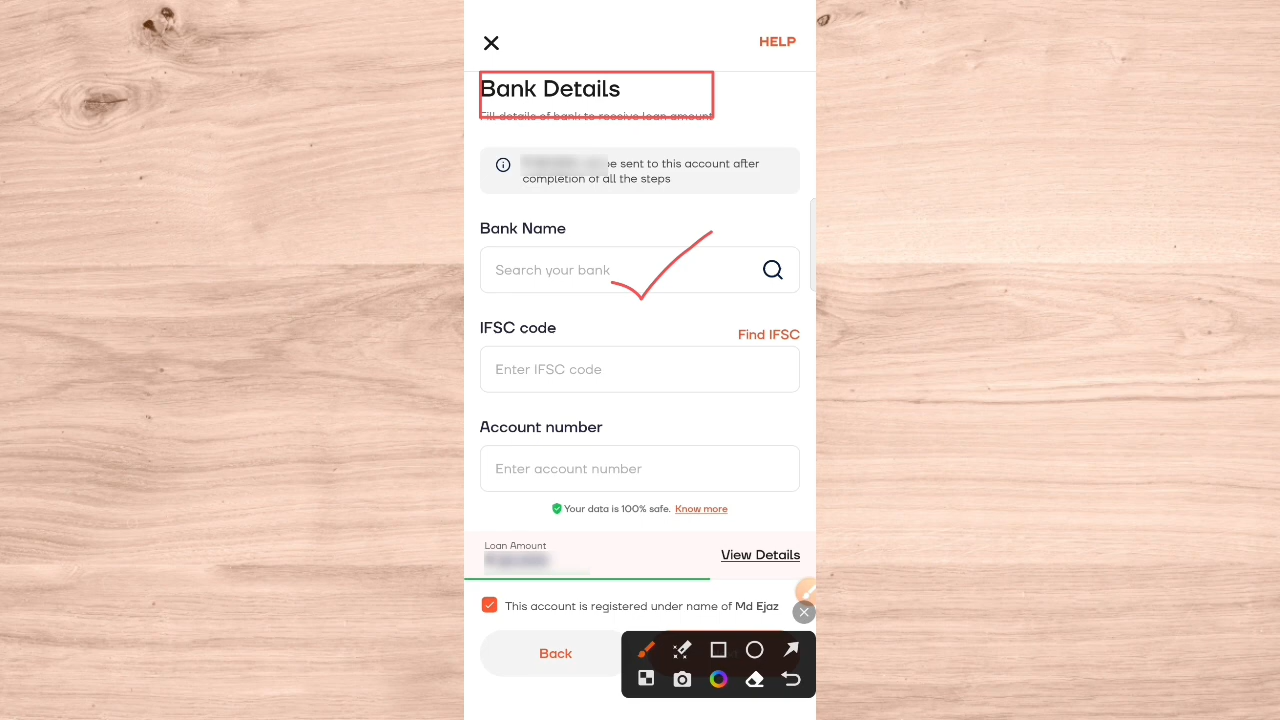 HELP
Bank Details
Fill details of bank to receive loan amount
be sent to this account after
completion of all the steps
Bank Name
Search your bank
IFSC code
Find IFSC
Enter IFSC code
Account number
Enter account number
Your data is 100% safe. Know more
Loan Amount
View Details
This account is registered under name of Md Ejaz
Back